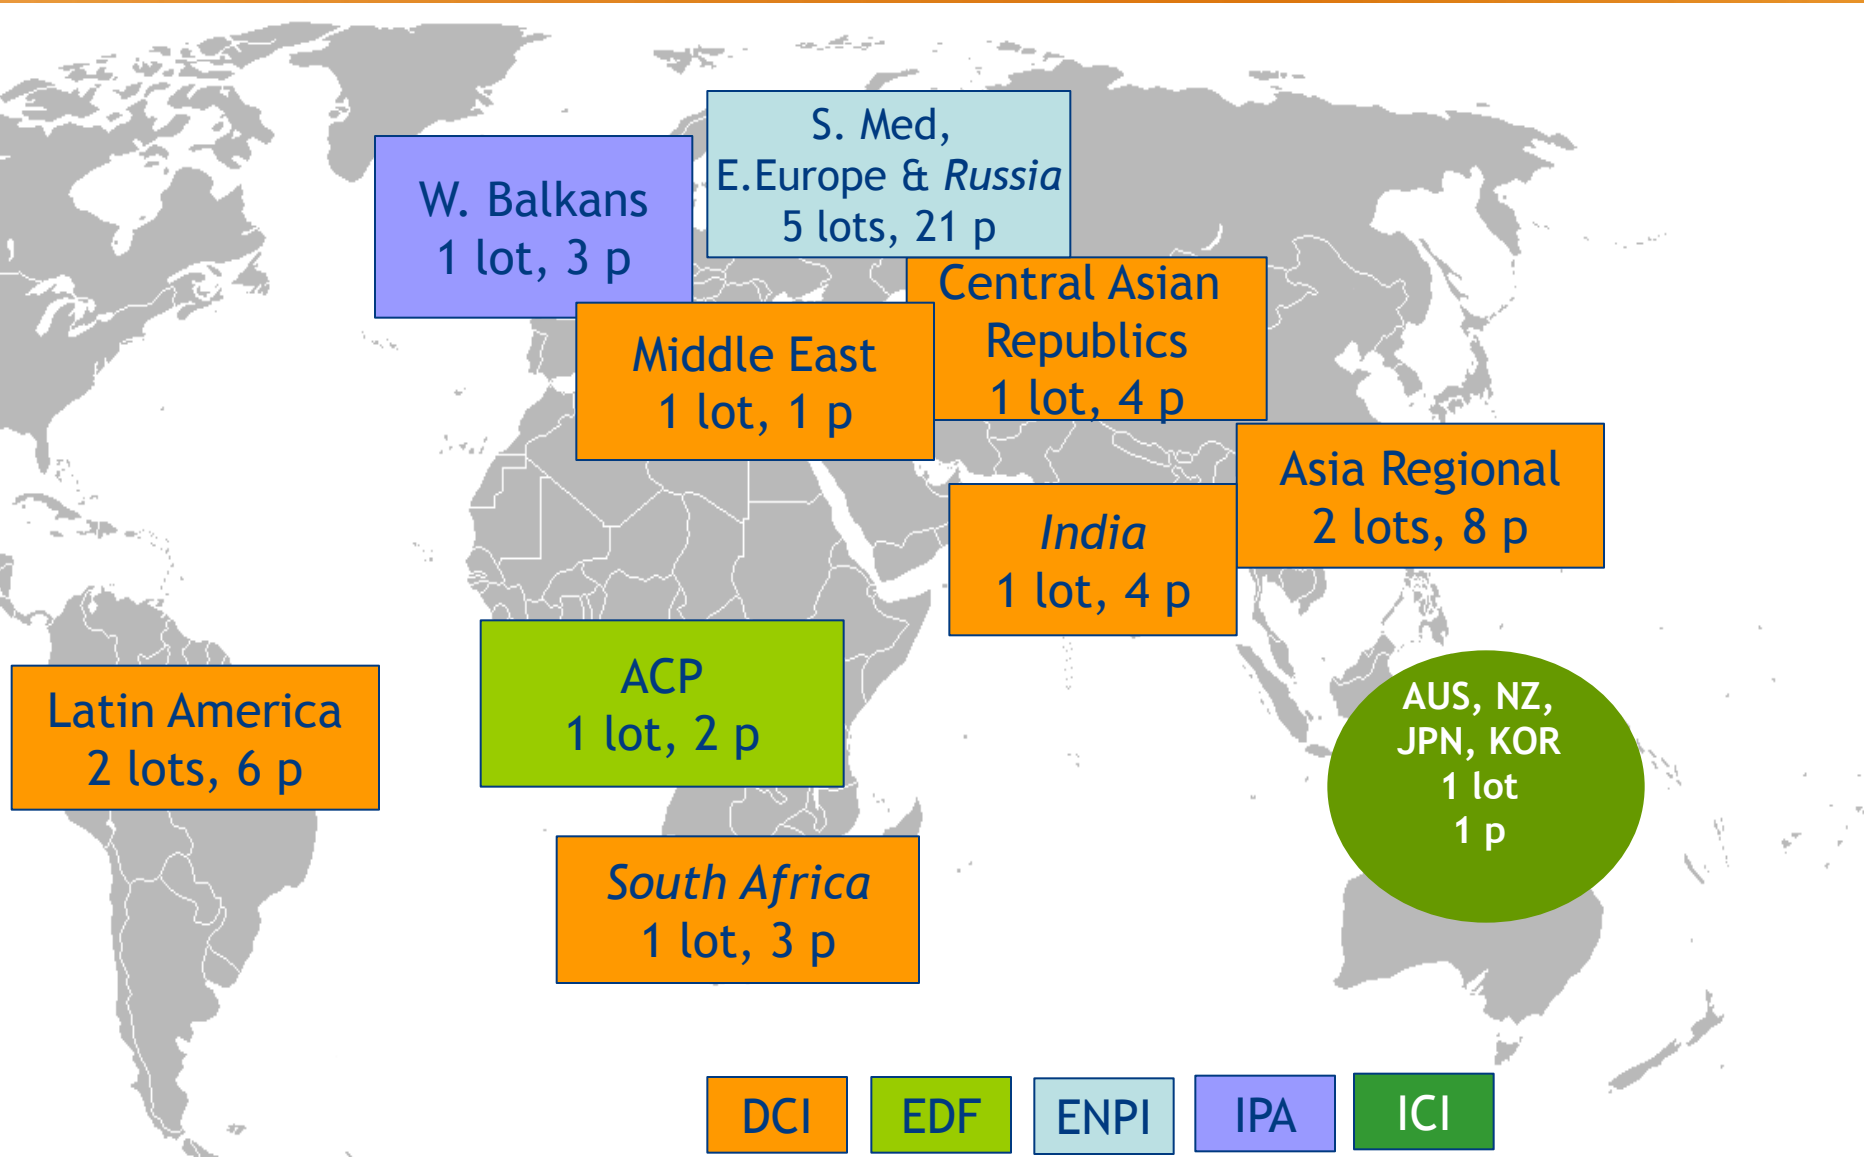 S. Med,
E.Europe & Russia
5 lots, 21 p
W. Balkans
1 lot, 3 p
Central Asian
Republics
1 lot, 4 p
Middle East
1 lot, 1 p
Asia Regional
2 lots, 8 p
India
1 lot, 4 p
ACP
1 lot, 2 p
Latin America
2 lots, 6 p
AUS, NZ,
JPN, KOR
1 lot
1 p
South Africa
1 lot, 3 p
DCI
EDF
ENPI
IPA
ICI